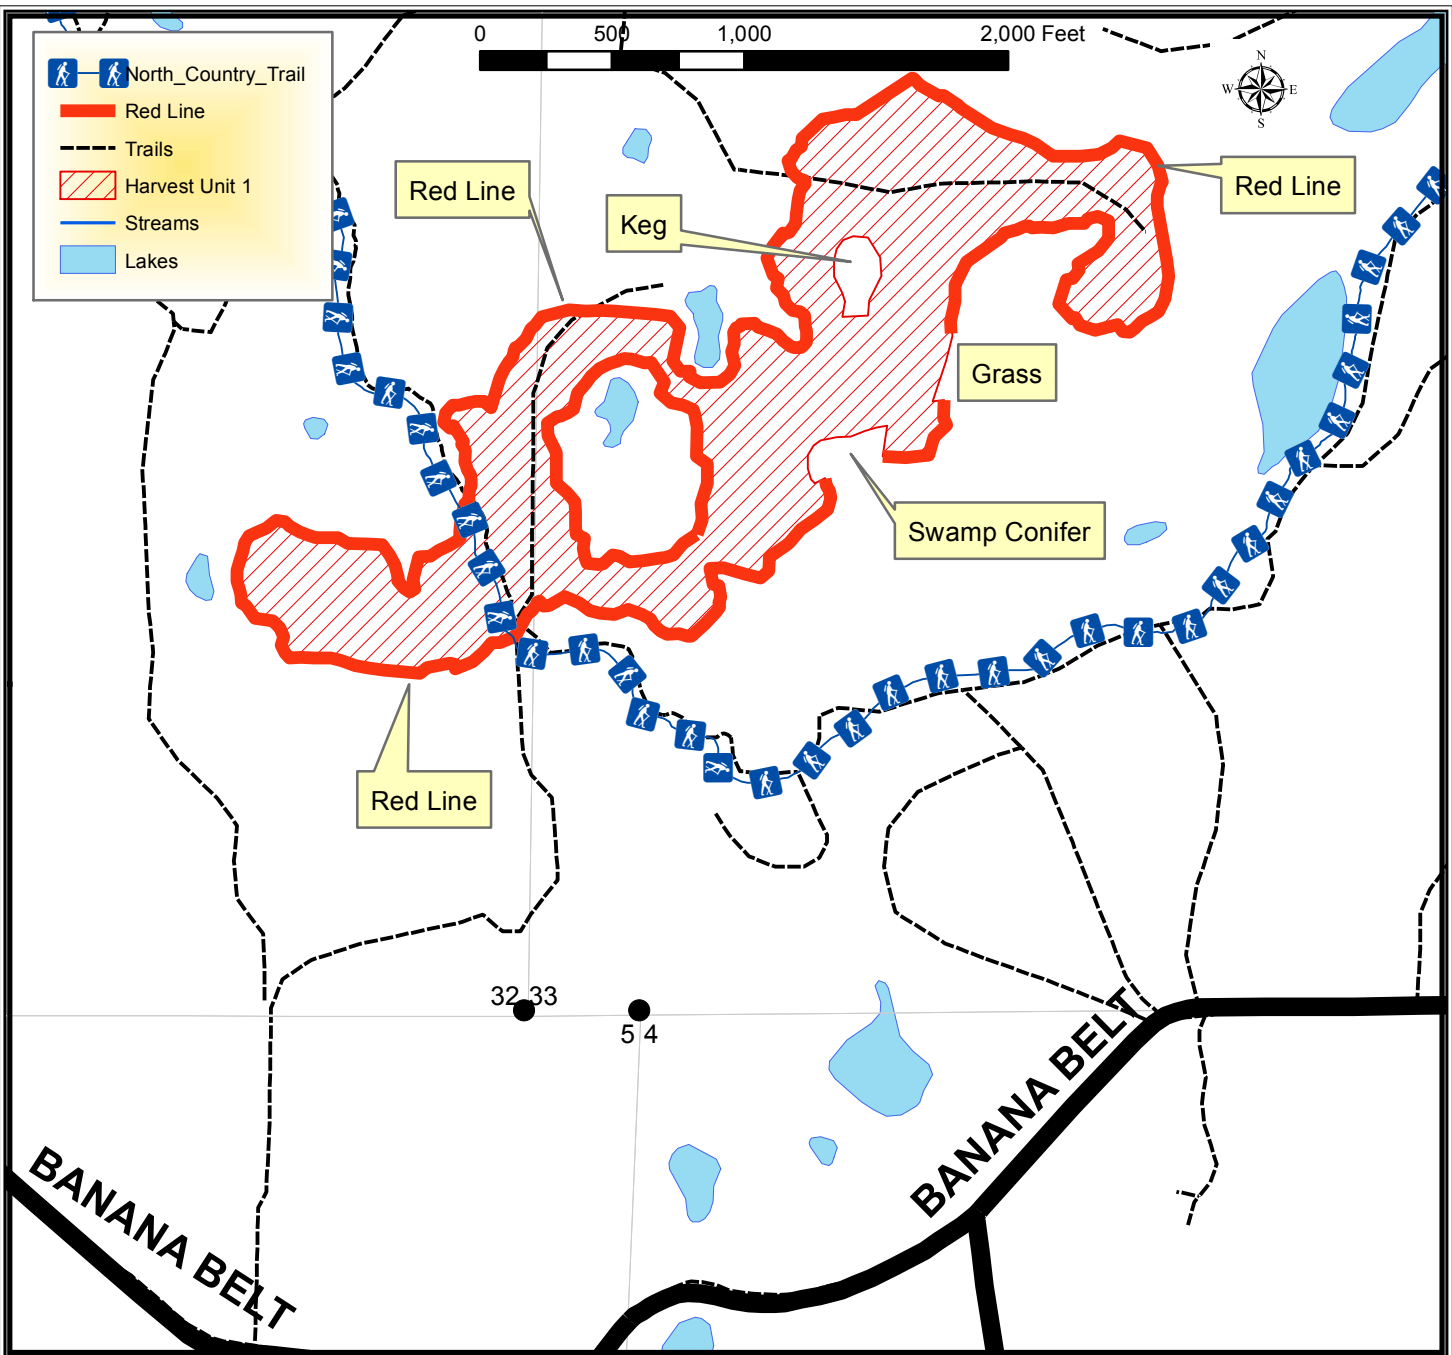 0 500 1,000 2,000 Feet
North_Country_Trail
Red Line
Trails
Harvest Unit 1
Streams
Lakes
N
W E
S
Red Line
Red Line
Keg
Grass
Swamp Conifer
Red Line
32 33
5 4
BANANA BELT
BANANA BELT